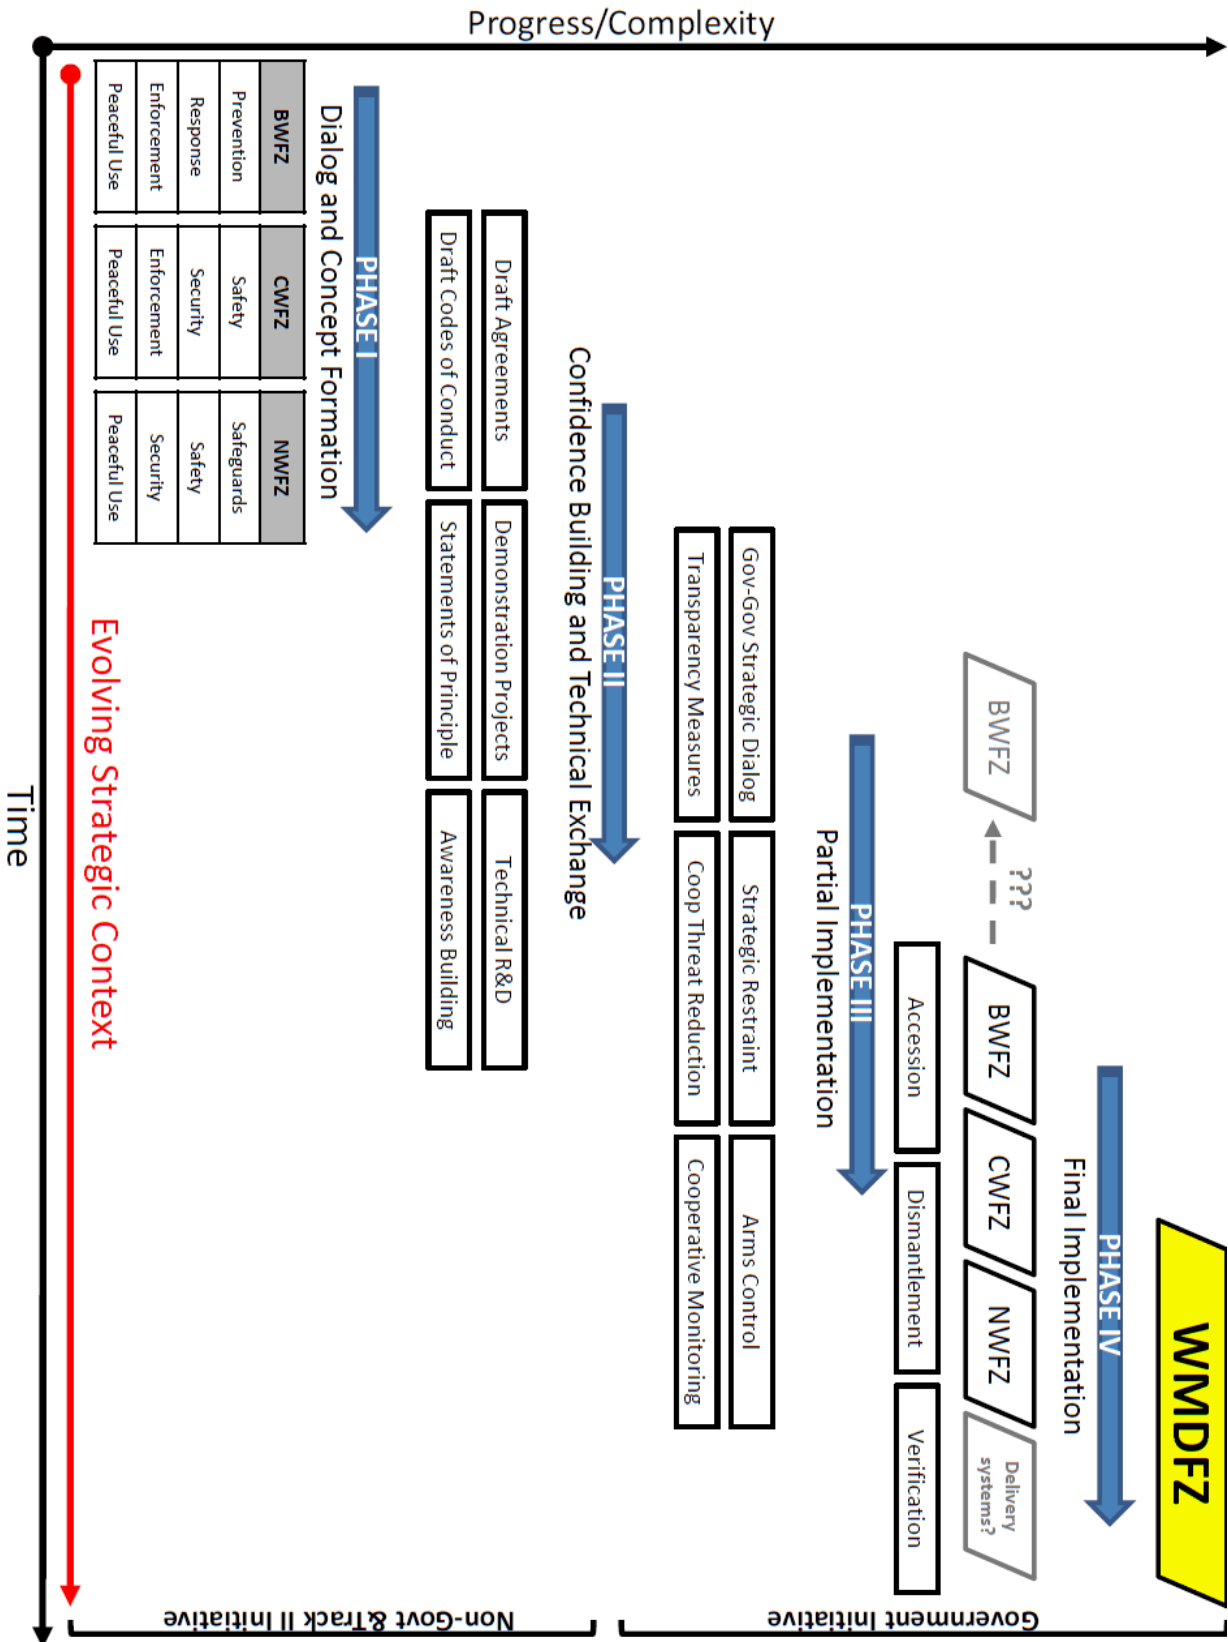 Progress/Complexity
WMDFZ
PHASE IV
Final Implementation
BWFZ
???
BWFZ
CWFZ
NWFZ
Delivery
systems?
Accession
Dismantlement
Verification
PHASE III
Partial Implementation
Gov-Gov Strategic Dialog
Strategic Restraint
Arms Control
Transparency Measures
Coop Threat Reduction
Cooperative Monitoring
PHASE II
Confidence Building and Technical Exchange
Draft Agreements
Demonstration Projects
Technical R&D
Draft Codes of Conduct
Statements of Principle
Awareness Building
PHASE I
Dialog and Concept Formation
BWFZ
CWFZ
NWFZ
Prevention
Safety
Safeguards
Response
Security
Safety
Enforcement
Enforcement
Security
Peaceful Use
Peaceful Use
Peaceful Use
Evolving Strategic Context
Time
Government Initiative
Non-Govt &Track II Initiative